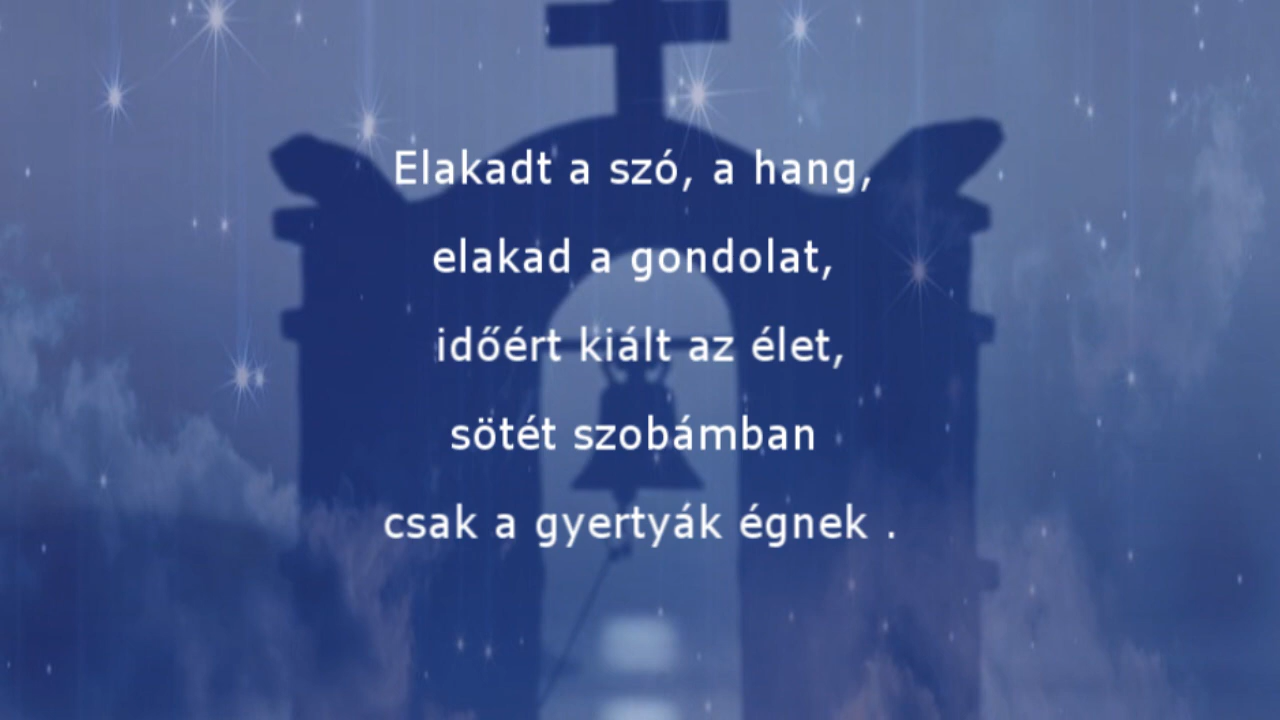 Elakadt a szó, a hang,
elakad a gondolat,
időért kiált az élet,
sötét szobámban
csak a gyertyák égnek .